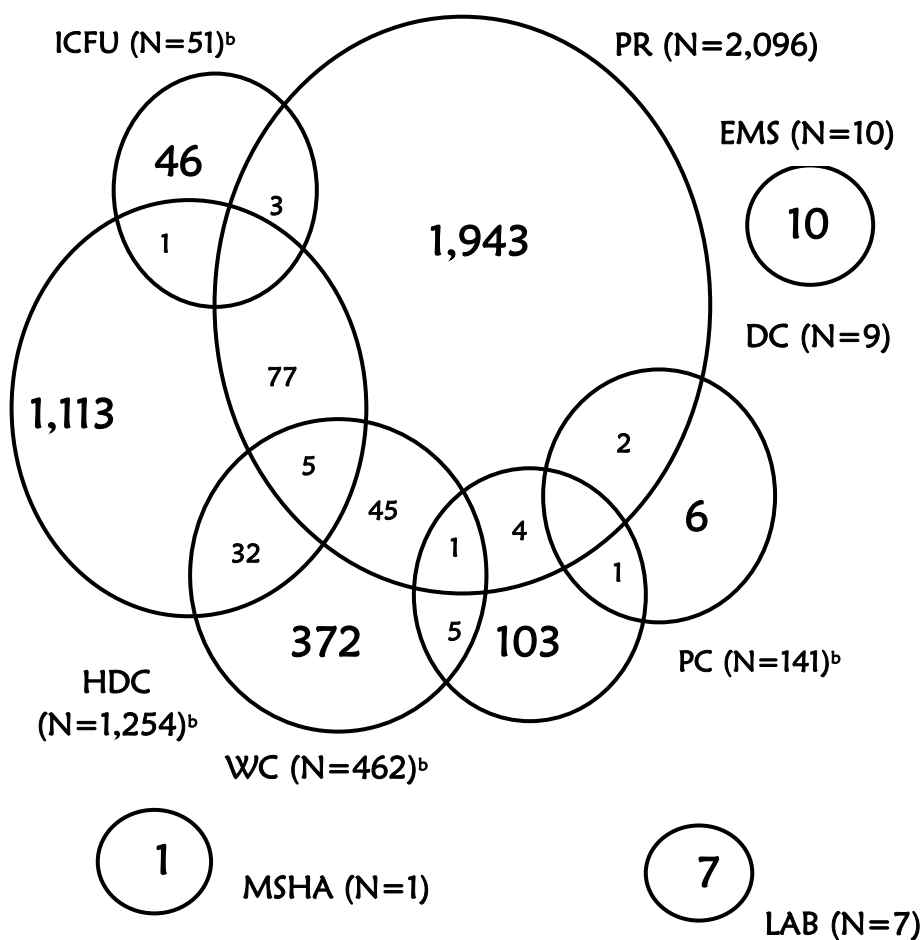 ICFU (N=51)ᵇ
PR (N=2,096)
EMS (N=10)
46
3
10
1
1,943
DC (N=9)
77
1,113
2
5
45
6
4
1
32
1
5
372
103
PC (N=141)ᵇ
HDC
(N=1,254)ᵇ
WC (N=462)ᵇ
1
7
MSHA (N=1)
LAB (N=7)